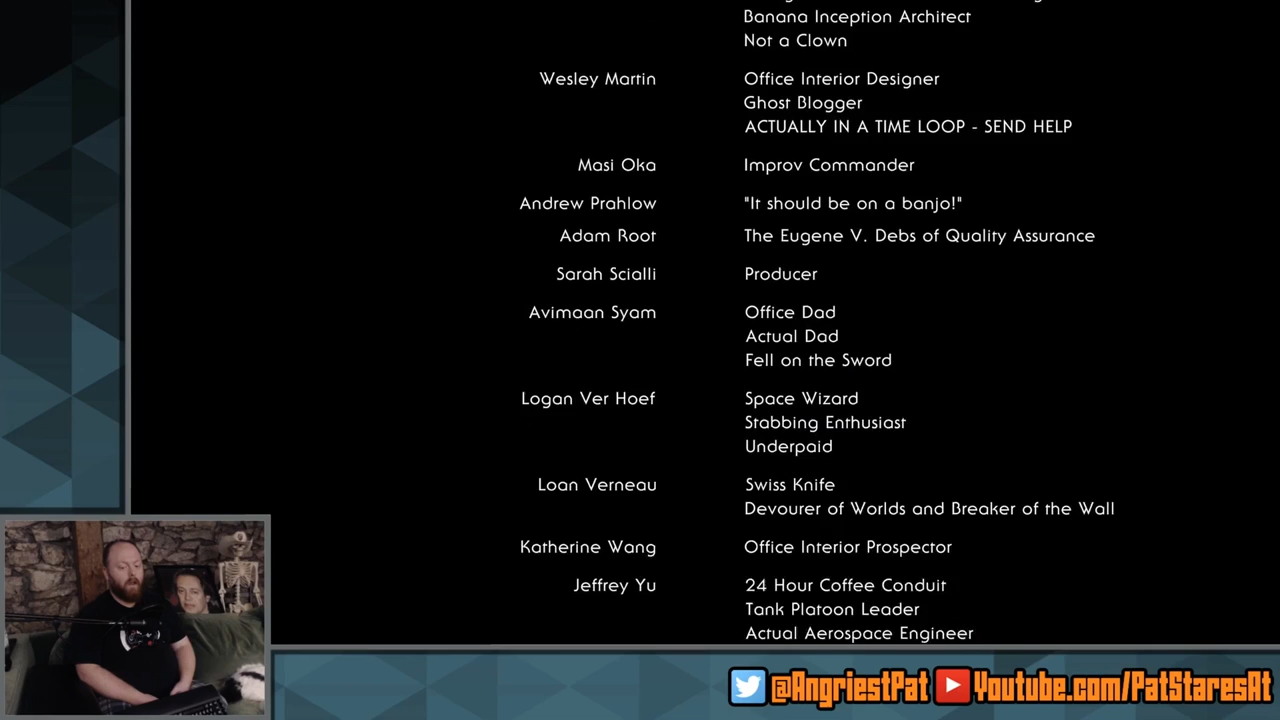 Banana Inception Architect
Not a Clown
Wesley Martin Office Interior Designer
Ghost Blogger
ACTUALLY IN A TIME LOOP - SEND HELP
Masi Oka Improv Commander
Andrew Prahlow "It should be on a banjo!"
Adam Root The Eugene V. Debs of Quality Assurance
Sarah Scialli Producer
Avimaan Syam Office Dad
Actual Dad
Fell on the Sword
Logan Ver Hoef Space Wizard
Stabbing Enthusiast
Underpaid
Loan Verneau Swiss Knife
Devourer of Worlds and Breaker of the Wall
Katherine Wang Office Interior Prospector
Jeffrey Yu 24 Hour Coffee Conduit
Tank Platoon Leader
Actual Aerospace Engineer
@AngriestPat Youtube.com/PatStaresAt